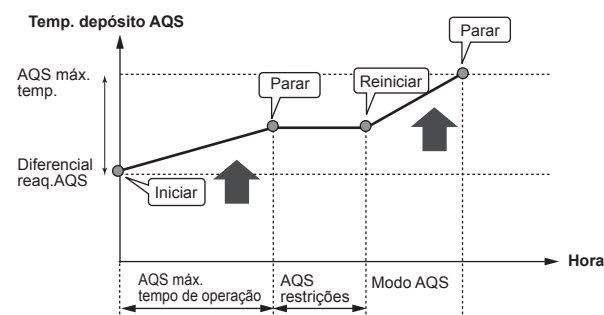 Temp. depósito AQS
Parar
AQS máx.
temp.
Parar
Reiniciar
Diferencial
reaq.AQS
Iniciar
Hora
AQS máx.
tempo de operação
AQS
restrições
Modo AQS